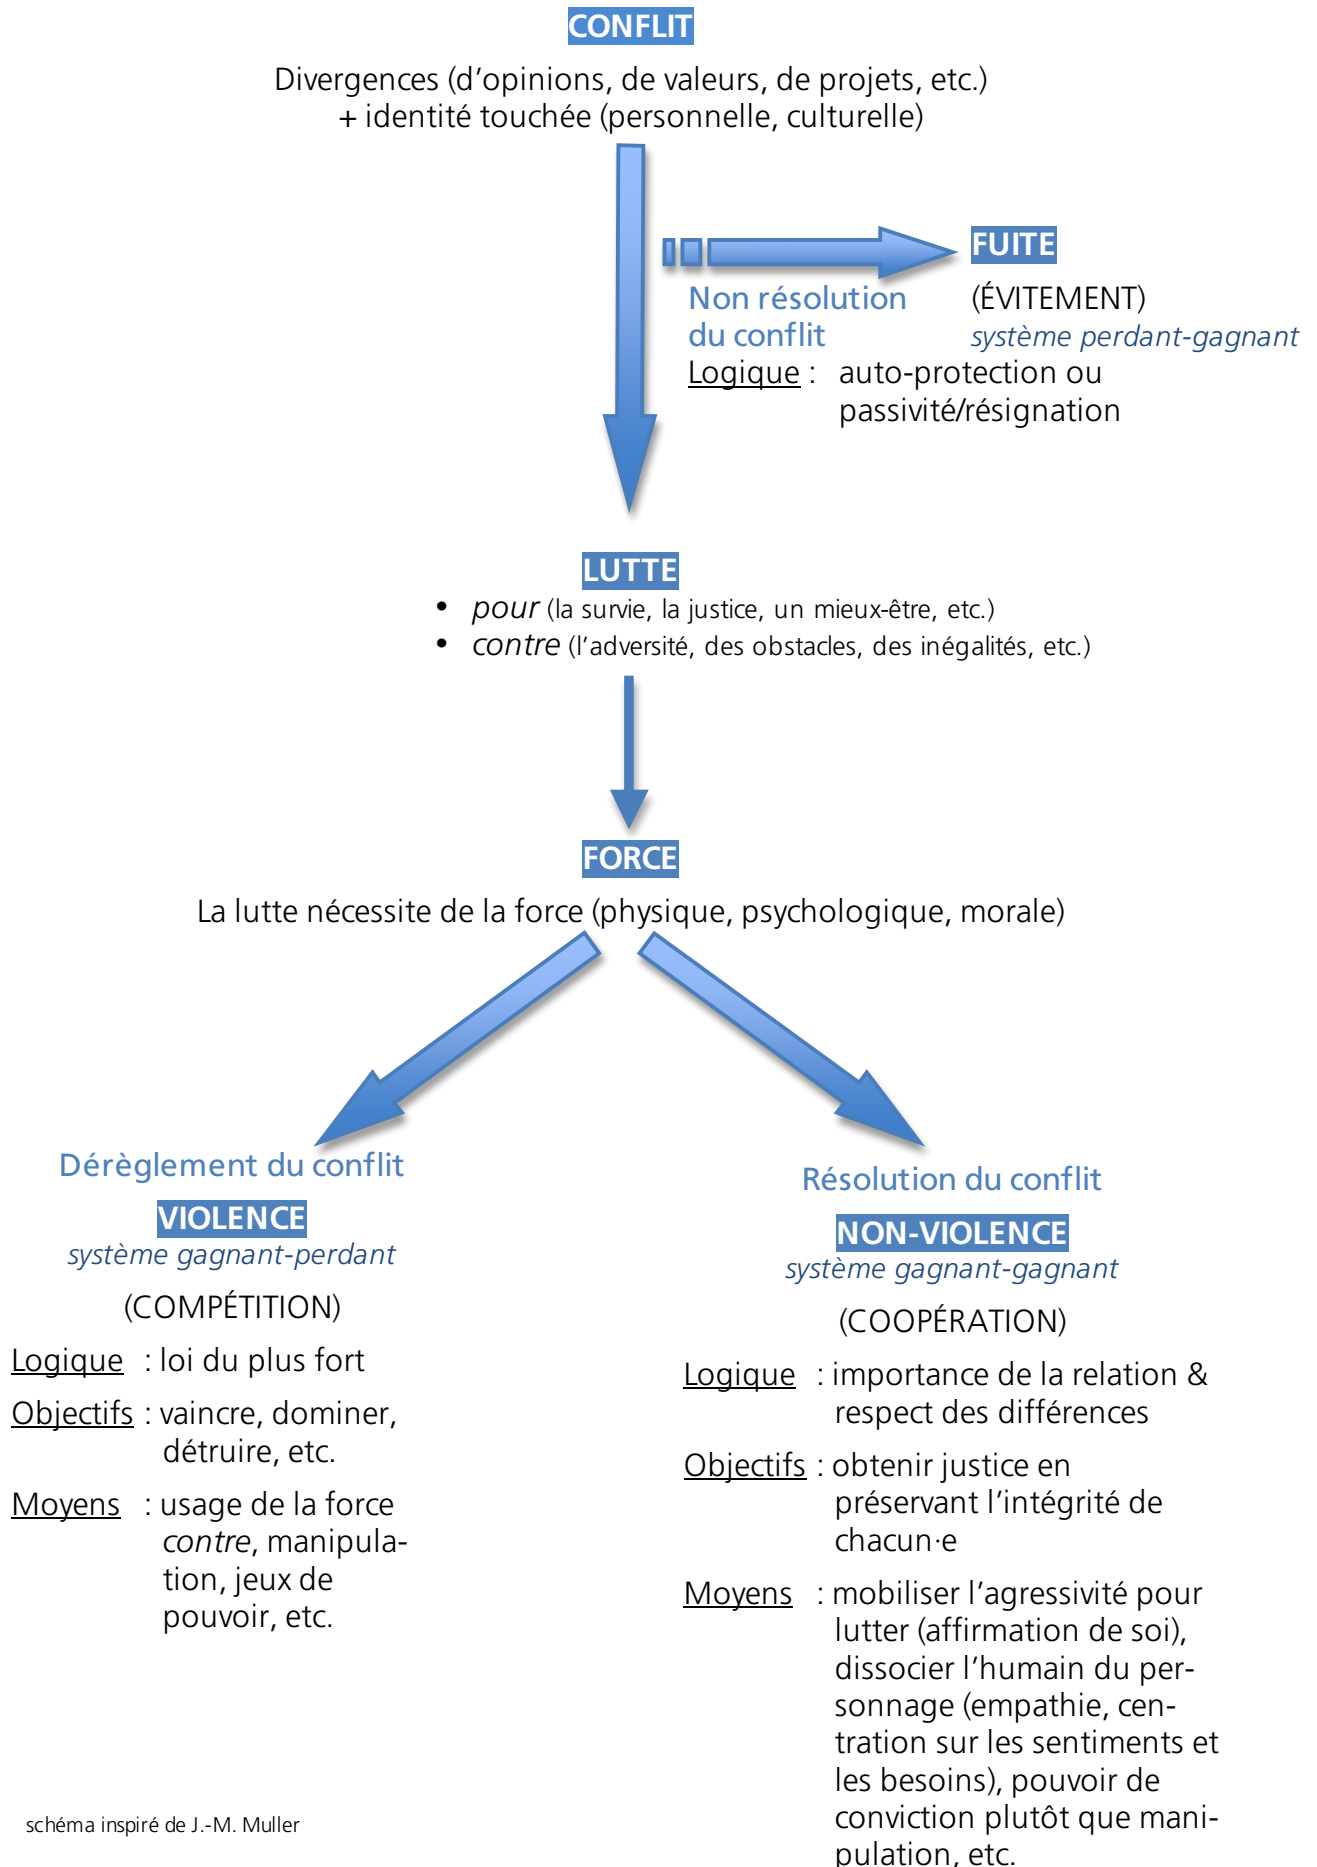 CONFLIT
Divergences (d’opinions, de valeurs, de projets, etc.)
+ identité touchée (personnelle, culturelle)
FUITE
Non résolution
du conflit
(ÉVITEMENT)
système perdant-gagnant
Logique : auto-protection ou
passivité/résignation
LUTTE
• pour (la survie, la justice, un mieux-être, etc.)
• contre (l’adversité, des obstacles, des inégalités, etc.)
FORCE
La lutte nécessite de la force (physique, psychologique, morale)
Dérèglement du conflit
VIOLENCE
système gagnant-perdant
(COMPÉTITION)
Logique : loi du plus fort
Objectifs : vaincre, dominer,
détruire, etc.
Moyens : usage de la force
contre, manipula-
tion, jeux de
pouvoir, etc.
Résolution du conflit
NON-VIOLENCE
système gagnant-gagnant
(COOPÉRATION)
Logique : importance de la relation &
respect des différences
Objectifs : obtenir justice en
préservant l’intégrité de
chacun·e
Moyens : mobiliser l’agressivité pour
lutter (affirmation de soi),
dissocier l’humain du per-
sonnage (empathie, cen-
tration sur les sentiments et
les besoins), pouvoir de
conviction plutôt que mani-
pulation, etc.
schéma inspiré de J.-M. Muller